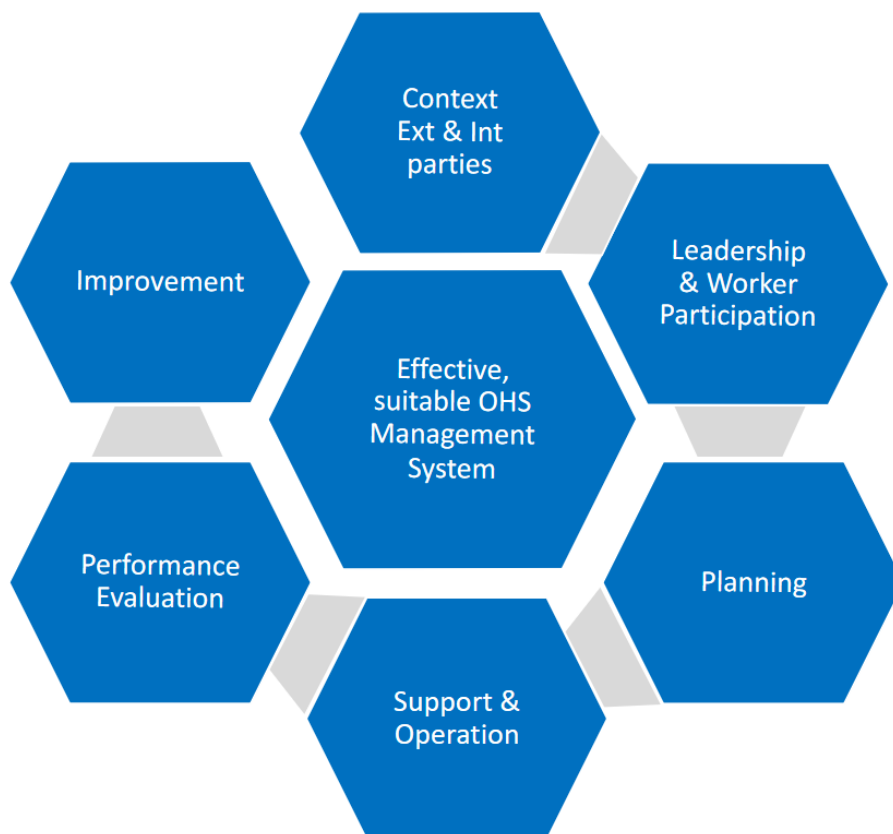 Context
Ext & Int
parties
Leadership
& Worker
Participation
Improvement
Effective,
suitable OHS
Management
System
Performance
Evaluation
Planning
Support &
Operation